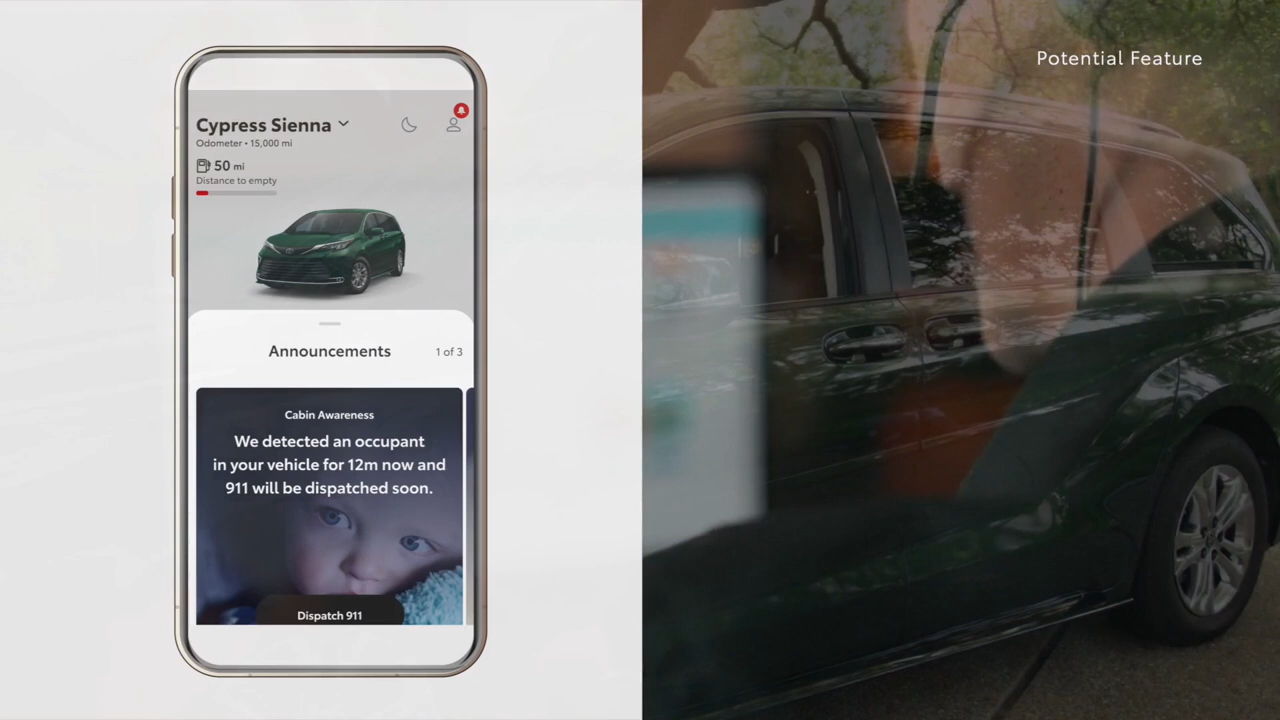 Potential Feature
Cypress Sienna
Odometer • 15,000 mi
50 mi
Distance to empty
Announcements
1 of 3
Cabin Awareness
We detected an occupant
in your vehicle for 12m now and
911 will be dispatched soon.
Dispatch 911